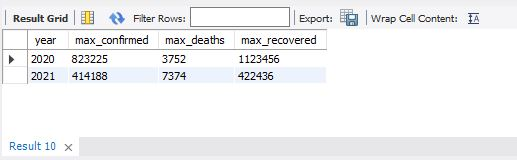 Result Grid Filter Rows: Export: Wrap Cell Content:
year max_confirmed max_deaths max_recovered
2020 823225 3752 1123456
2021 414188 7374 422436
Result 10